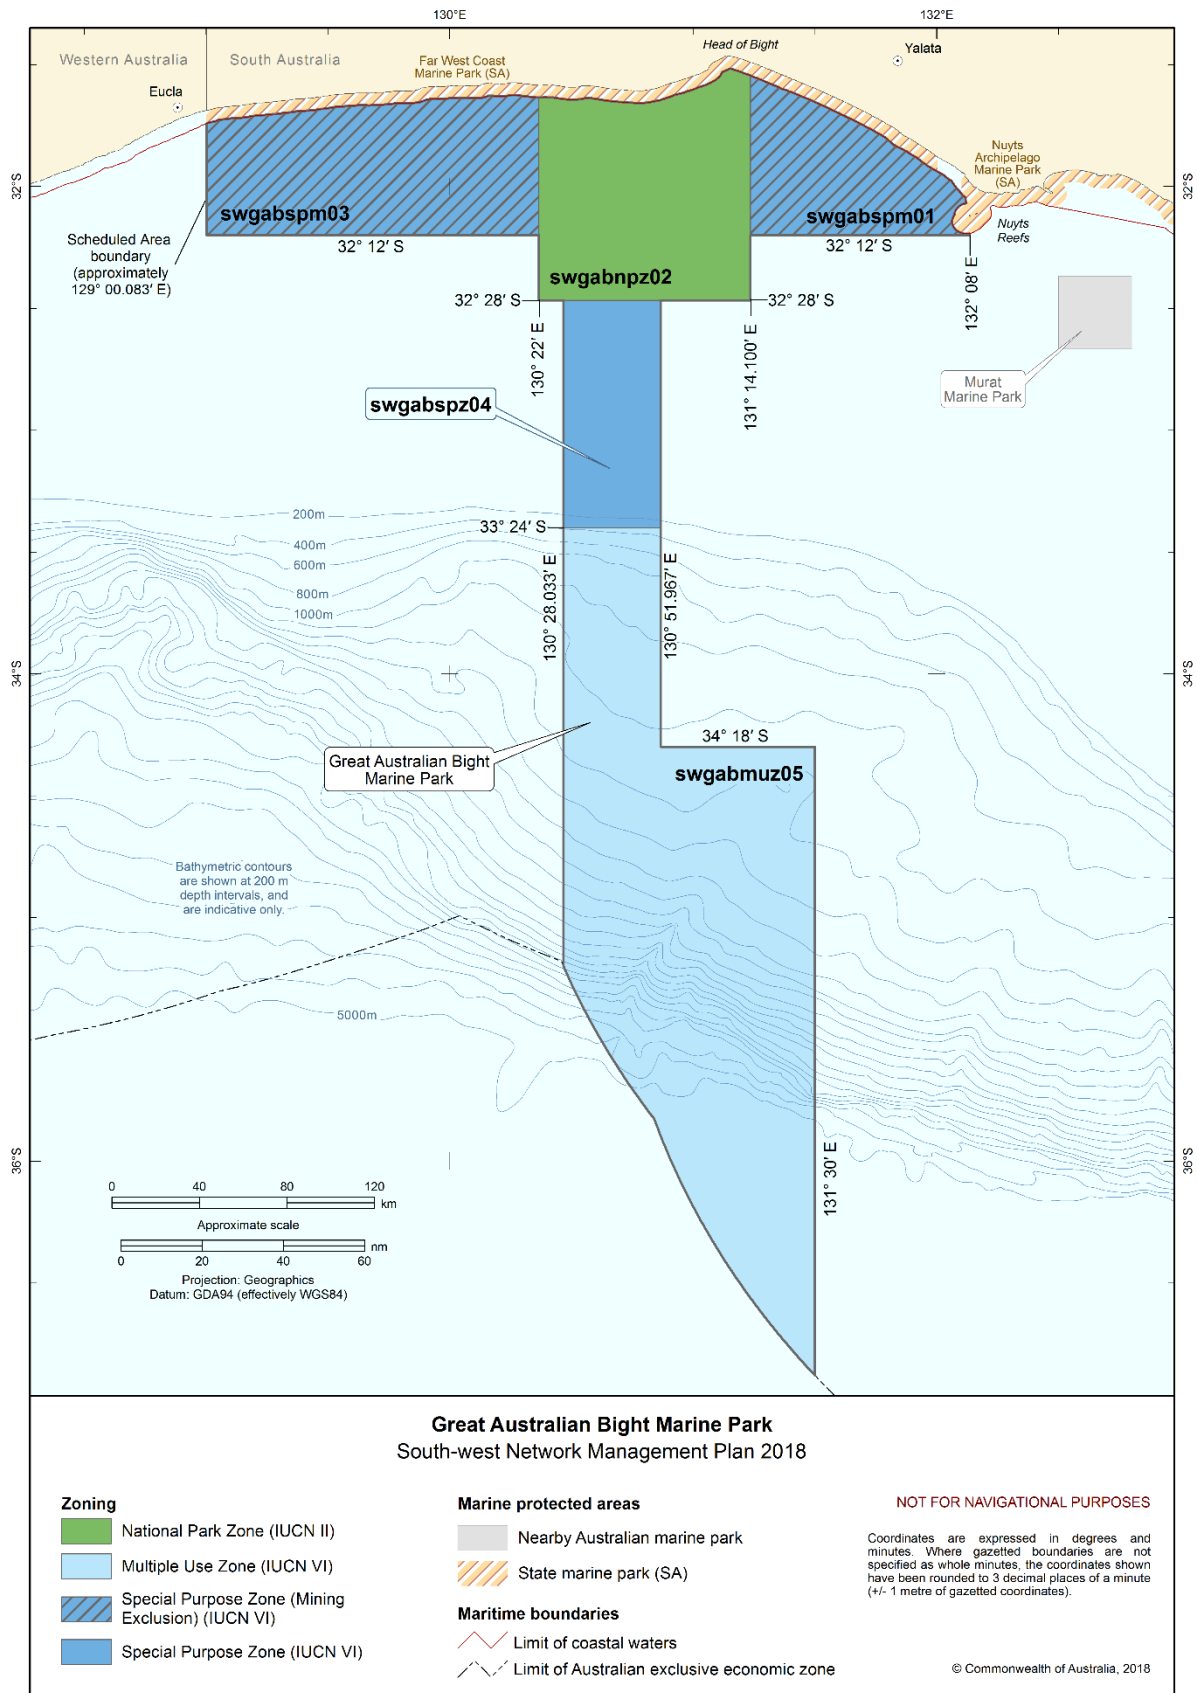 130°E
132°E
Western Australia
South Australia
Eucla
Far West Coast
Marine Park (SA)
Head of Bight
Yalata
Nuyts
Archipelago
Marine Park
(SA)
Nuyts
Reefs
32°S
32°S
swgabspm03
swgabspm01
Scheduled Area
boundary
(approximately
129° 00.083′ E)
32° 12′ S
32° 12′ S
132° 08′ E
swgabnpz02
32° 28′ S
32° 28′ S
130° 22′ E
131° 14.100′ E
Murat
Marine Park
swgabspz04
200m
400m
600m
800m
1000m
33° 24′ S
130° 28.033′ E
130° 51.967′ E
34°S
34°S
34° 18′ S
Great Australian Bight
Marine Park
swgabmuz05
Bathymetric contours
are shown at 200 m
depth intervals, and
are indicative only.
5000m
36°S
36°S
131° 30′ E
0 40 80 120
km
Approximate scale
nm
0 20 40 60
Projection: Geographics
Datum: GDA94 (effectively WGS84)
Great Australian Bight Marine Park
South-west Network Management Plan 2018
Zoning
National Park Zone (IUCN II)
Multiple Use Zone (IUCN VI)
Special Purpose Zone (Mining
Exclusion) (IUCN VI)
Special Purpose Zone (IUCN VI)
Marine protected areas
Nearby Australian marine park
State marine park (SA)
Maritime boundaries
Limit of coastal waters
Limit of Australian exclusive economic zone
NOT FOR NAVIGATIONAL PURPOSES
Coordinates are expressed in degrees and
minutes. Where gazetted boundaries are not
specified as whole minutes, the coordinates shown
have been rounded to 3 decimal places of a minute
(+/- 1 metre of gazetted coordinates).
© Commonwealth of Australia, 2018